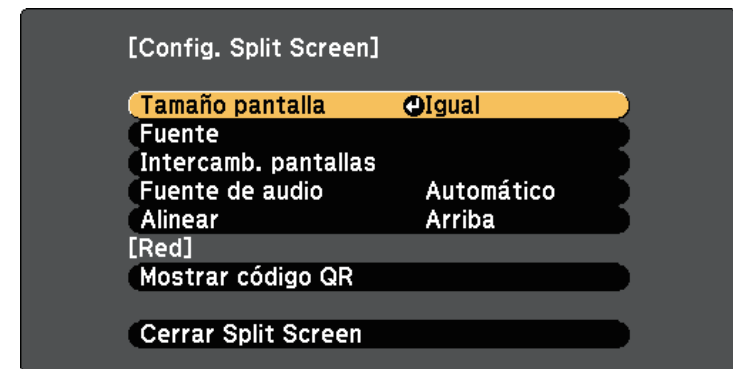 [Config. Split Screen]
Tamaño pantalla Igual
Fuente
Intercamb. pantallas
Fuente de audio Automático
Alinear Arriba
[Red]
Mostrar código QR
Cerrar Split Screen